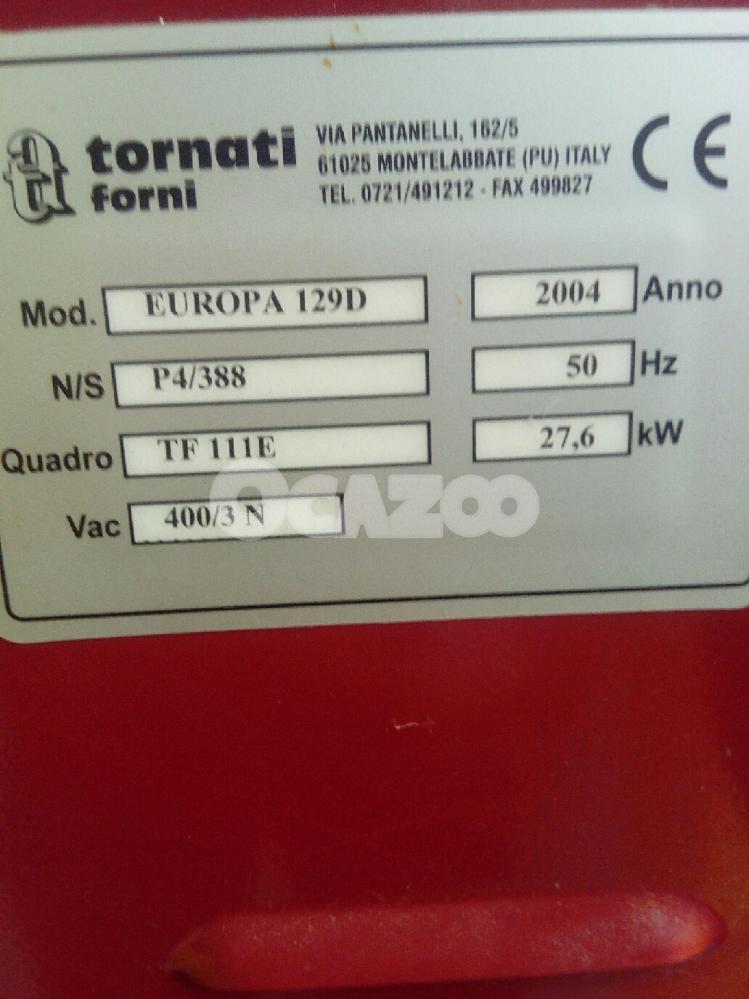 tornati
forni
VIA PANTANELLI, 162/5
61025 MONTELABBATE (PU) ITALY
TEL. 0721/491212 - FAX 499827
CE
Mod. EUROPA 129D 2004 Anno
N/S P4/388 50 Hz
Quadro TF 111E 27,6 kW
Vac 400/3 N
OCAZOO